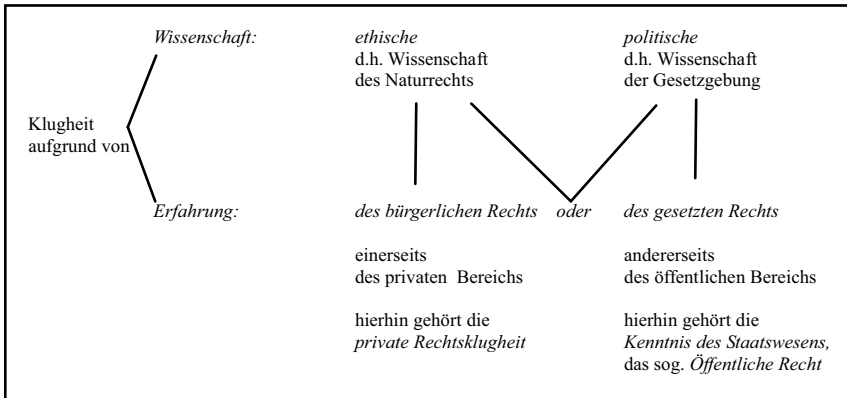 Wissenschaft: ethische politische
d.h. Wissenschaft d.h. Wissenschaft
des Naturrechts der Gesetzgebung
Klugheit
aufgrund von
Erfahrung: des bürgerlichen Rechts oder des gesetzten Rechts
einerseits andererseits
des privaten Bereichs des öffentlichen Bereichs
hierhin gehört die hierhin gehört die
private Rechtsklugheit Kenntnis des Staatswesens,
das sog. Öffentliche Recht